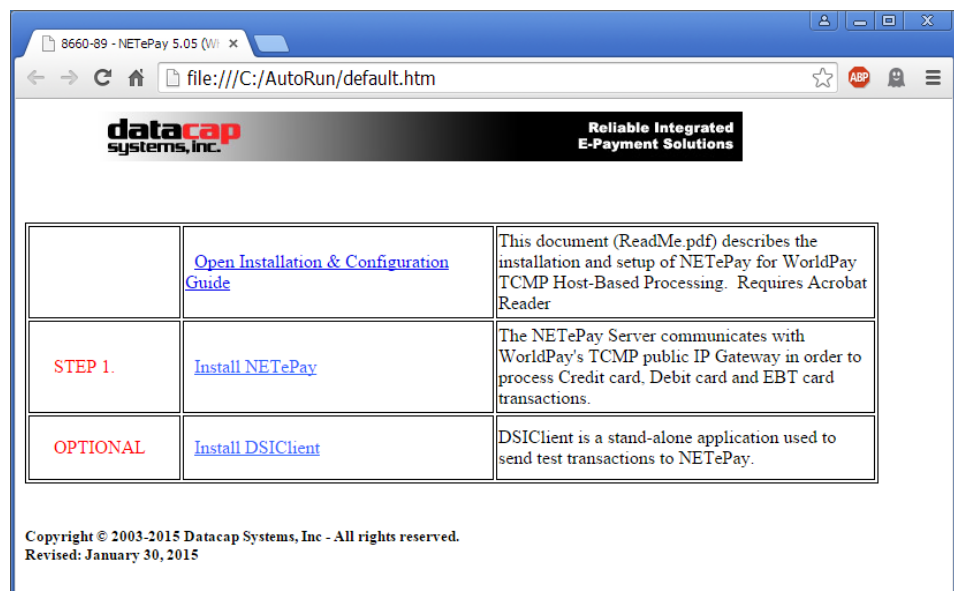 8660-89 - NETePay 5.05 (W
file:///C:/AutoRun/default.htm
ABP
datacap
systems, inc.
Reliable Integrated
E-Payment Solutions
Open Installation & Configuration
Guide
This document (ReadMe.pdf) describes the
installation and setup of NETePay for WorldPay
TCMP Host-Based Processing. Requires Acrobat
Reader
STEP 1.
Install NETePay
The NETePay Server communicates with
WorldPay's TCMP public IP Gateway in order to
process Credit card, Debit card and EBT card
transactions.
OPTIONAL
Install DSIClient
DSIClient is a stand-alone application used to
send test transactions to NETePay.
Copyright © 2003-2015 Datacap Systems, Inc - All rights reserved.
Revised: January 30, 2015